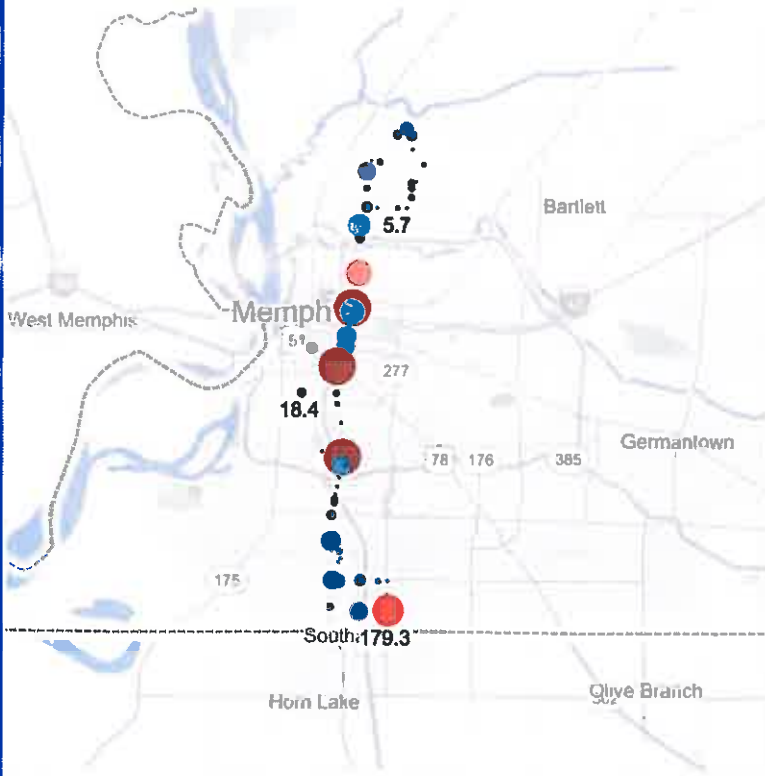 5.7
Bartlett
Memph
West Memphis
277
18.4
Germantown
78 176 385
175
South 179.3
Horn Lake
Olive Branch